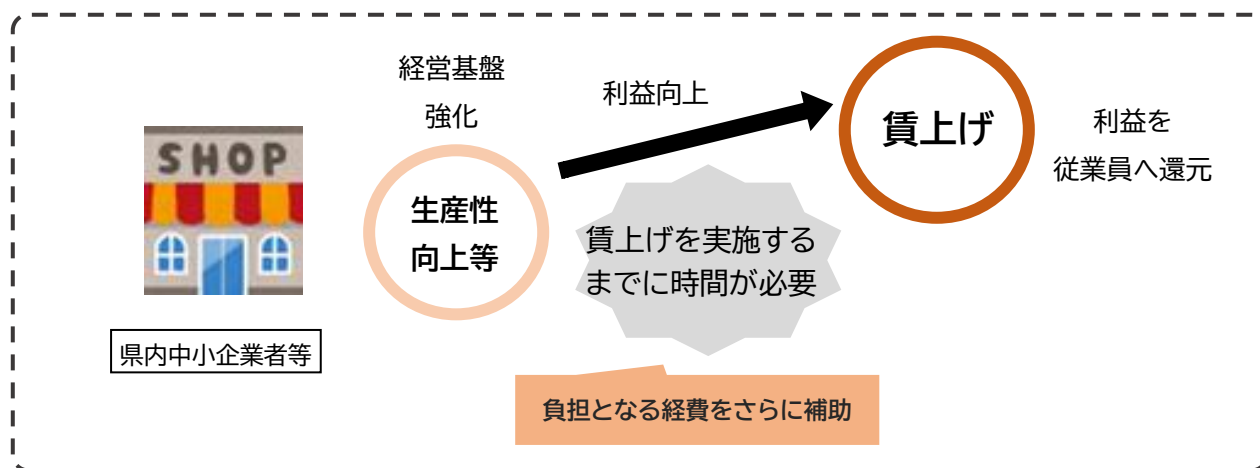 経営基盤
強化
利益向上
賃上げ
利益を
従業員へ還元
SHOP
生産性
向上等
賃上げを実施する
までに時間が必要
県内中小企業者等
負担となる経費をさらに補助